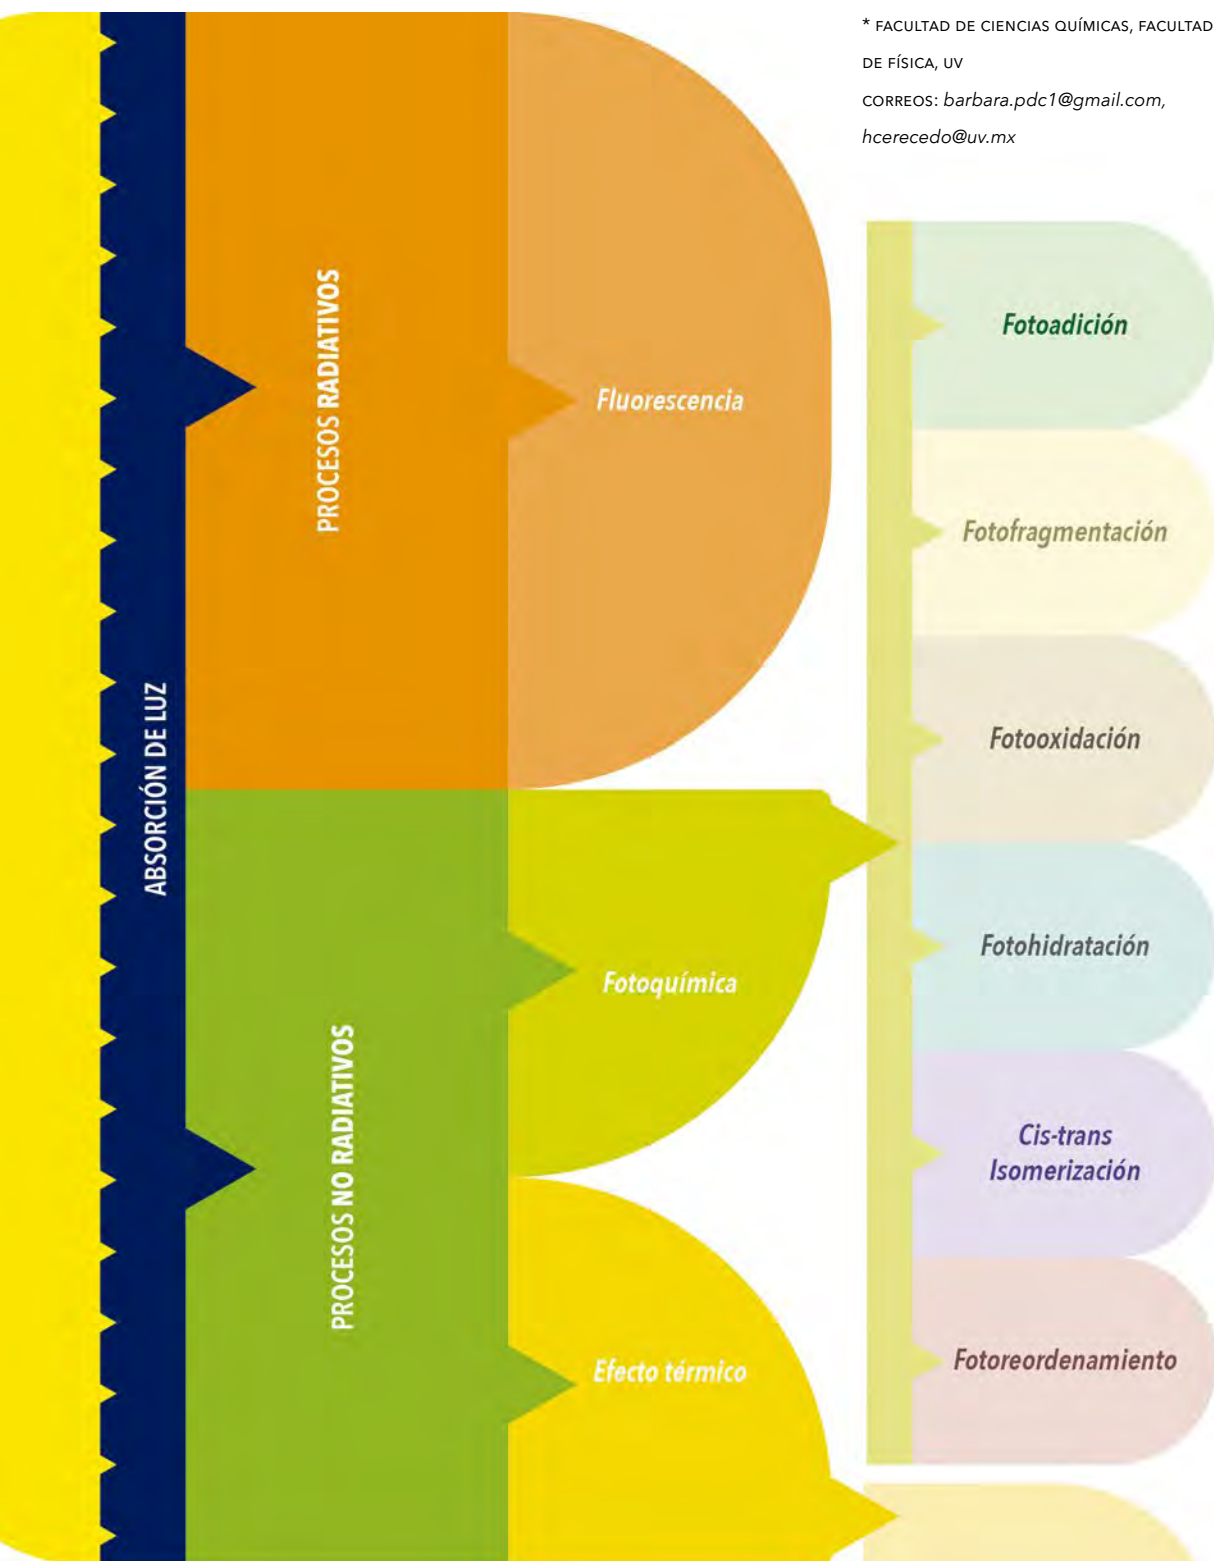 * FACULTAD DE CIENCIAS QUÍMICAS, FACULTAD
DE FÍSICA, UV
CORREOS: barbara.pdc1@gmail.com,
hcerecedo@uv.mx
ABSORCIÓN DE LUZ
PROCESOS RADIATIVOS
Fluorescencia
PROCESOS NO RADIATIVOS
Fotoquímica
Efecto térmico
Fotoadición
Fotofragmentación
Fotooxidación
Fotohidratación
Cis-trans
Isomerización
Fotoreordenamiento